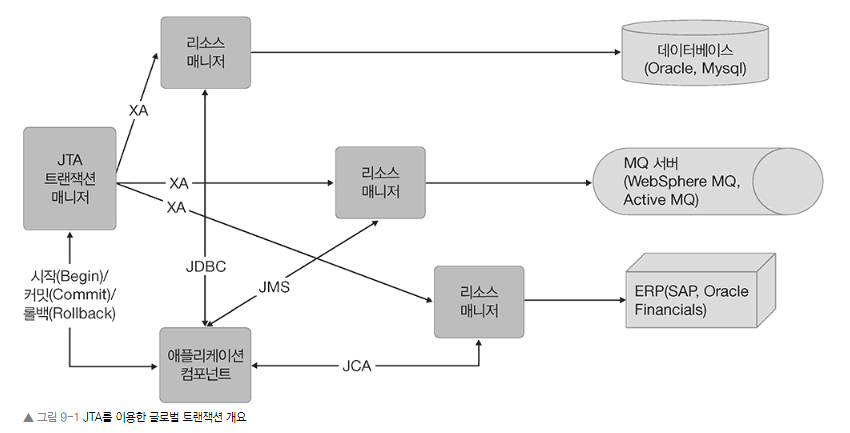 리소스
매니저
데이터베이스
(Oracle, Mysql)
XA
JTA
트랜잭션
매니저
XA
리소스
매니저
MQ 서버
(WebSphere MQ,
Active MQ)
XA
시작(Begin)/
커밋(Commit)/
롤백(Rollback)
JDBC
JMS
리소스
매니저
ERP(SAP, Oracle
Financials)
애플리케이션
컴포넌트
JCA
▲ 그림 9-1 JTA를 이용한 글로벌 트랜잭션 개요